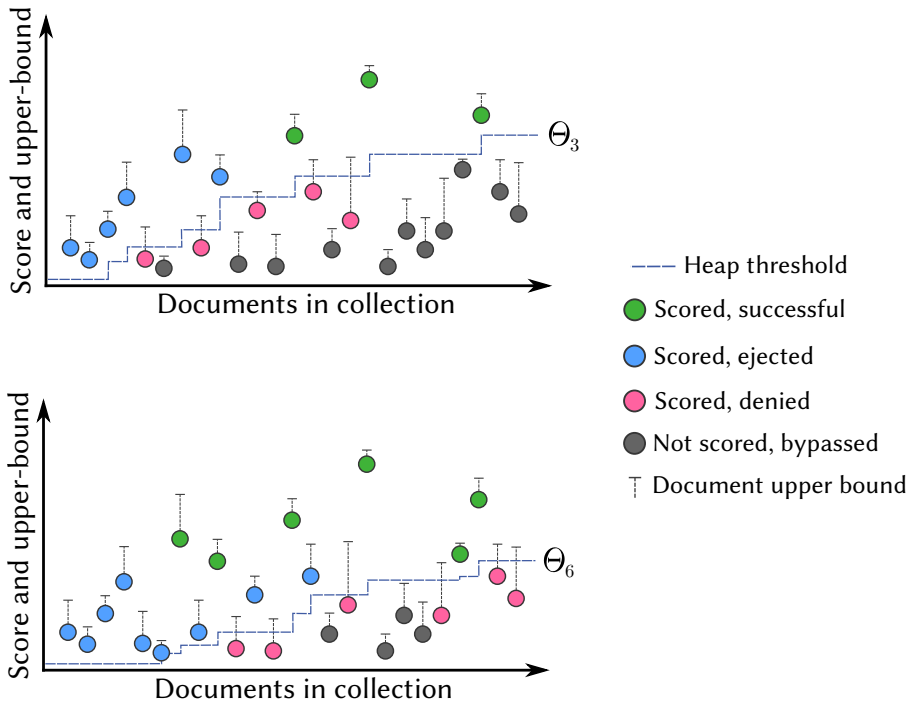 Score and upper-bound
Θ3
Documents in collection
Heap threshold
Scored, successful
Scored, ejected
Scored, denied
Not scored, bypassed
Document upper bound
Score and upper-bound
Θ6
Documents in collection